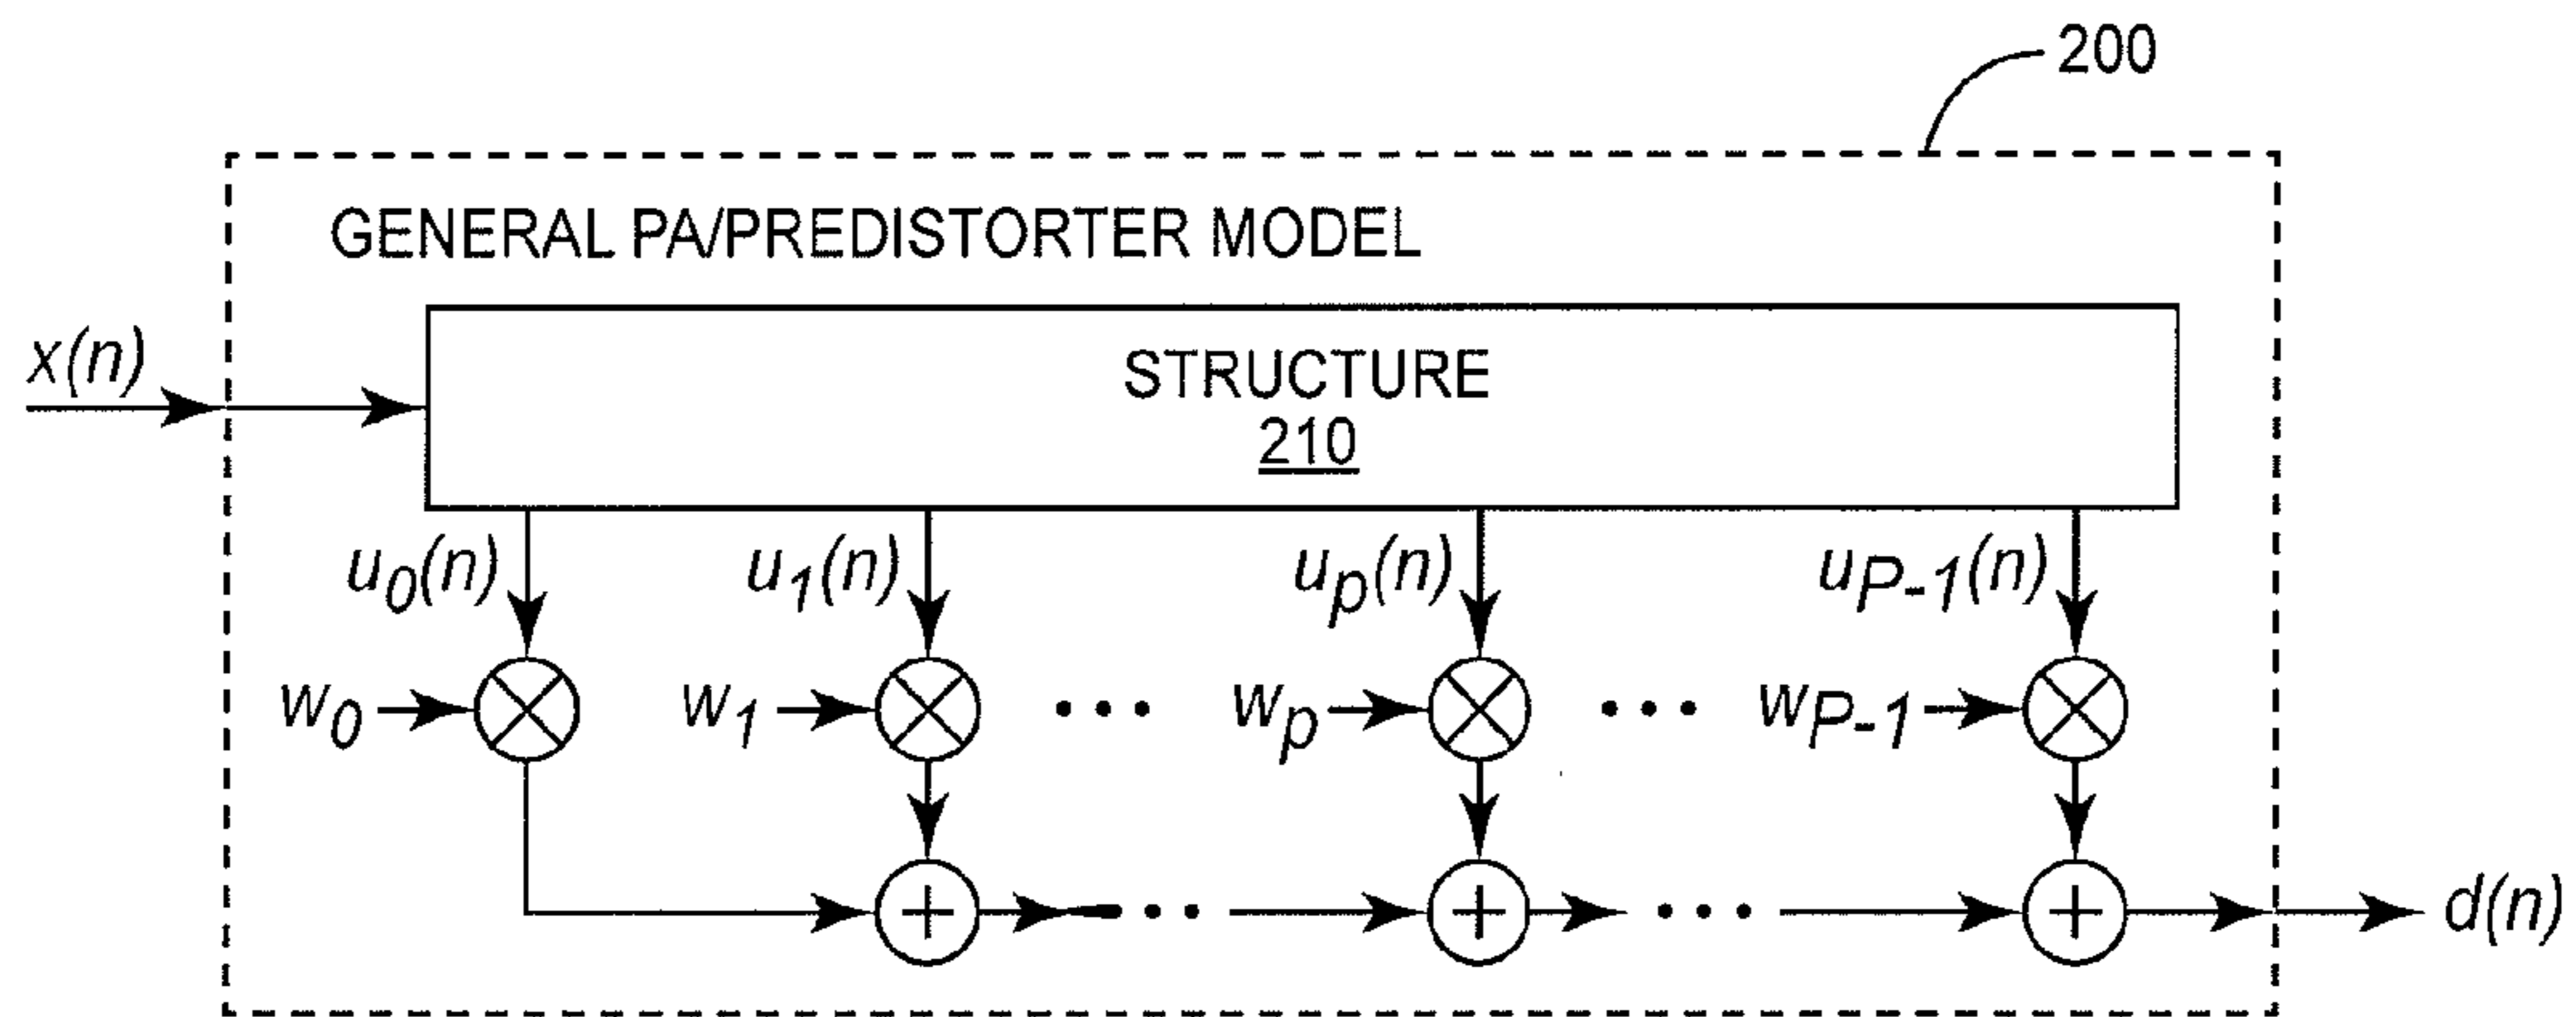 200
GENERAL PA/PREDISTORTER MODEL
x(n)
STRUCTURE
210
u0(n) u1(n) up(n) uP-1(n)
w0 w1 ... wp ... wP-1
... ... d(n)